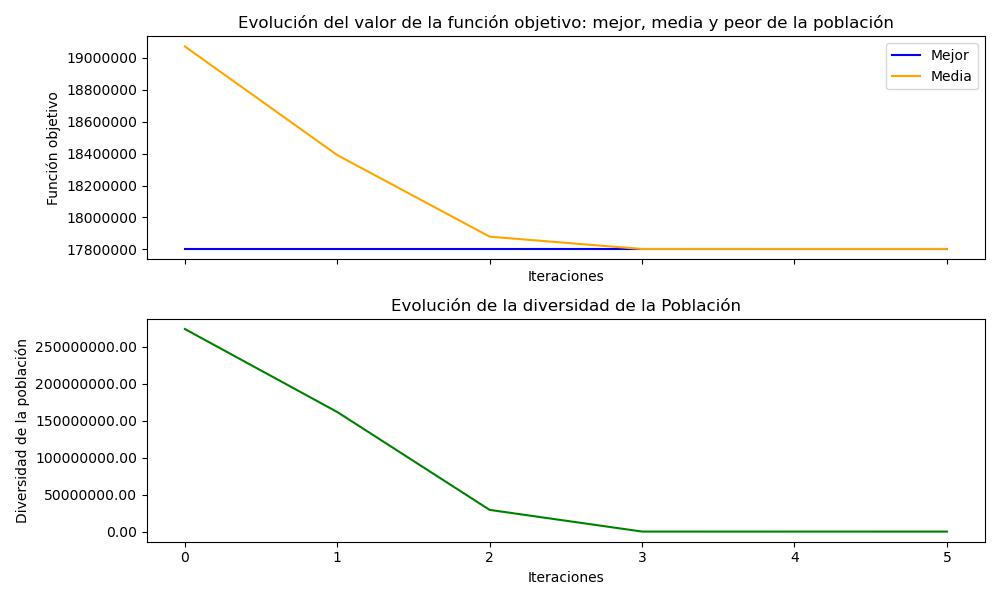 Evolución del valor de la función objetivo: mejor, media y peor de la población
Función objetivo
19000000
18800000
18600000
18400000
18200000
18000000
17800000
Mejor
Media
Iteraciones
Evolución de la diversidad de la Población
Diversidad de la población
250000000.00
200000000.00
150000000.00
100000000.00
50000000.00
0.00
0 1 2 3 4 5
Iteraciones